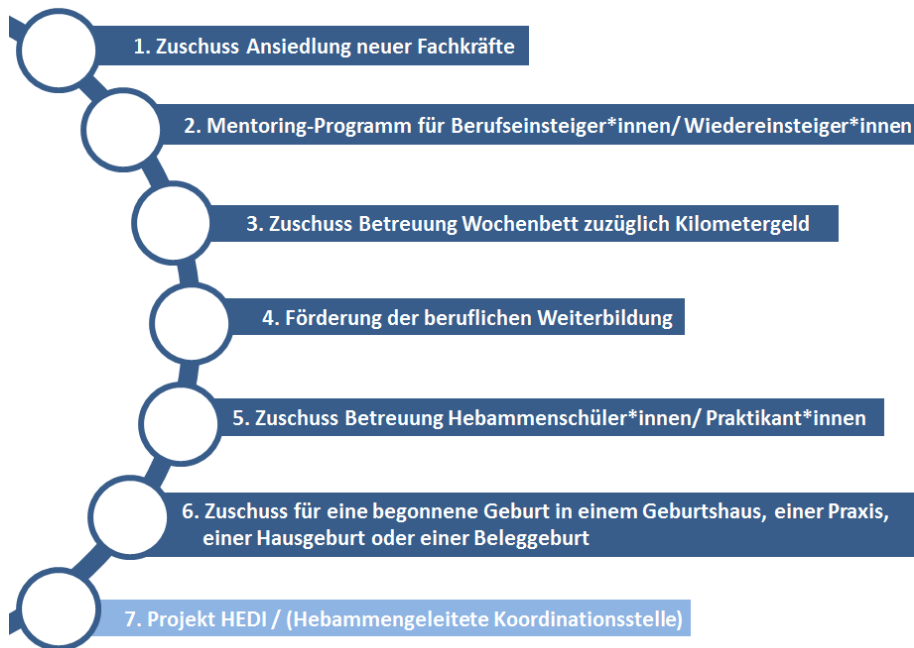 1. Zuschuss Ansiedlung neuer Fachkräfte
2. Mentoring-Programm für Berufseinsteiger*innen/ Wiedereinsteiger*innen
3. Zuschuss Betreuung Wochenbett zuzüglich Kilometergeld
4. Förderung der beruflichen Weiterbildung
5. Zuschuss Betreuung Hebammenschüler*innen/ Praktikant*innen
6. Zuschuss für eine begonnene Geburt in einem Geburtshaus, einer Praxis,
einer Hausgeburt oder einer Beleggeburt
7. Projekt HEDI / (Hebammengeleitete Koordinationsstelle)